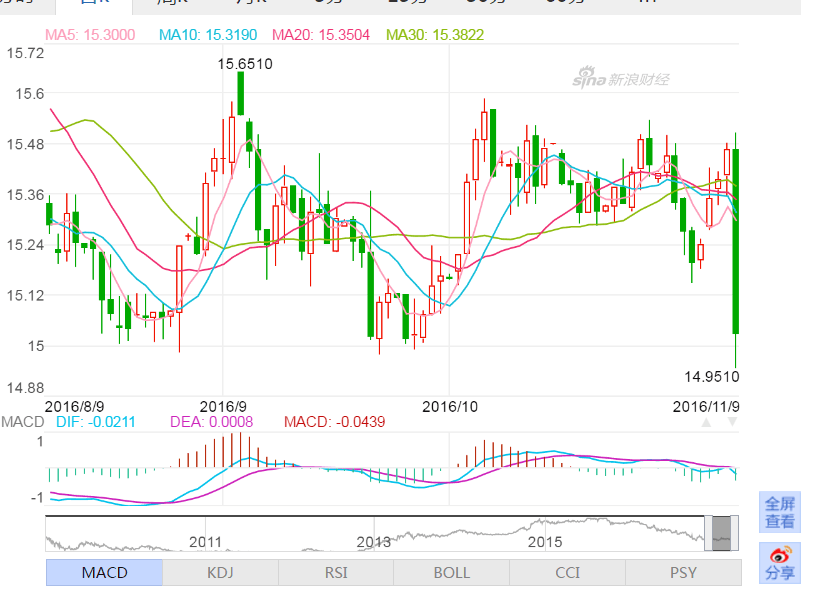 MA5: 15.3000 MA10: 15.3190 MA20: 15.3504 MA30: 15.3822
15.72
15.6510
15.6
sina新浪财经
15.48
15.36
15.24
15.12
15
14.9510
14.88
2016/8/9 2016/9 2016/10 2016/11/9
MACD DIF: -0.0211 DEA: 0.0008 MACD: -0.0439
1
-1
全屏
查看
2011 2013 2015
分享
MACD KDJ RSI BOLL CCI PSY